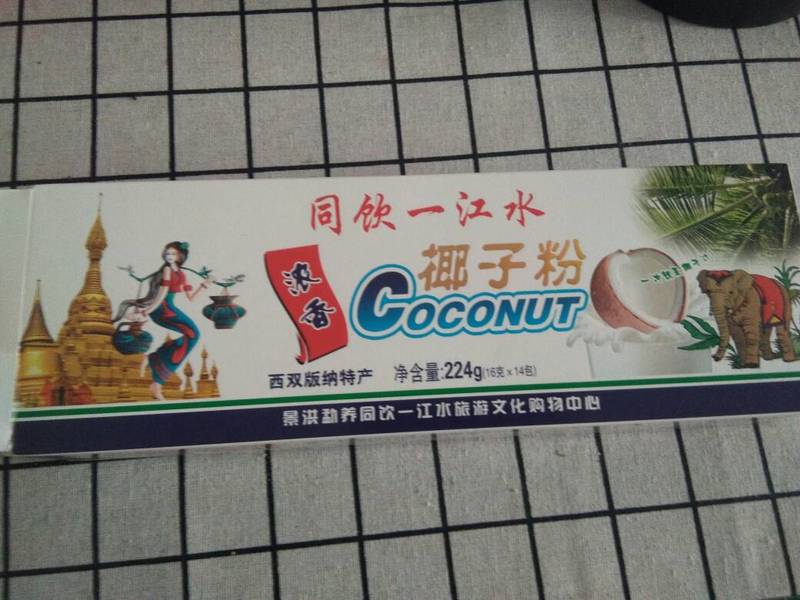 同饮一江水
浓香
椰子粉
COCONUT
西双版纳特产 净含量:224g(16克×14包)
景洪勐养同饮一江水旅游文化购物中心